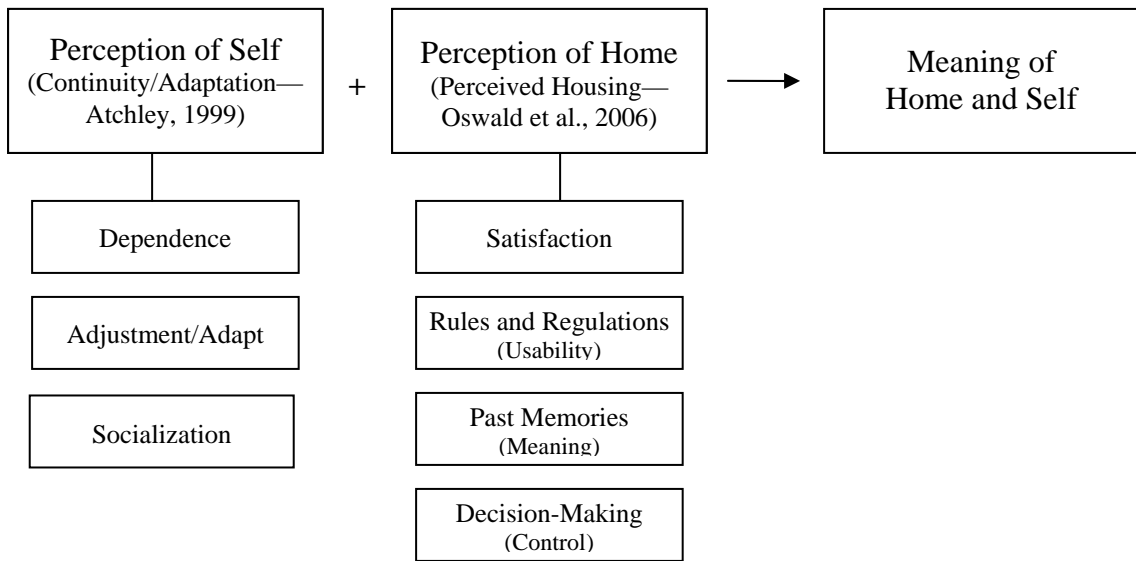 Perception of Self
(Continuity/Adaptation—
Atchley, 1999)
+
Perception of Home
(Perceived Housing—
Oswald et al., 2006)
Meaning of
Home and Self
Dependence
Adjustment/Adapt
Socialization
Satisfaction
Rules and Regulations
(Usability)
Past Memories
(Meaning)
Decision-Making
(Control)